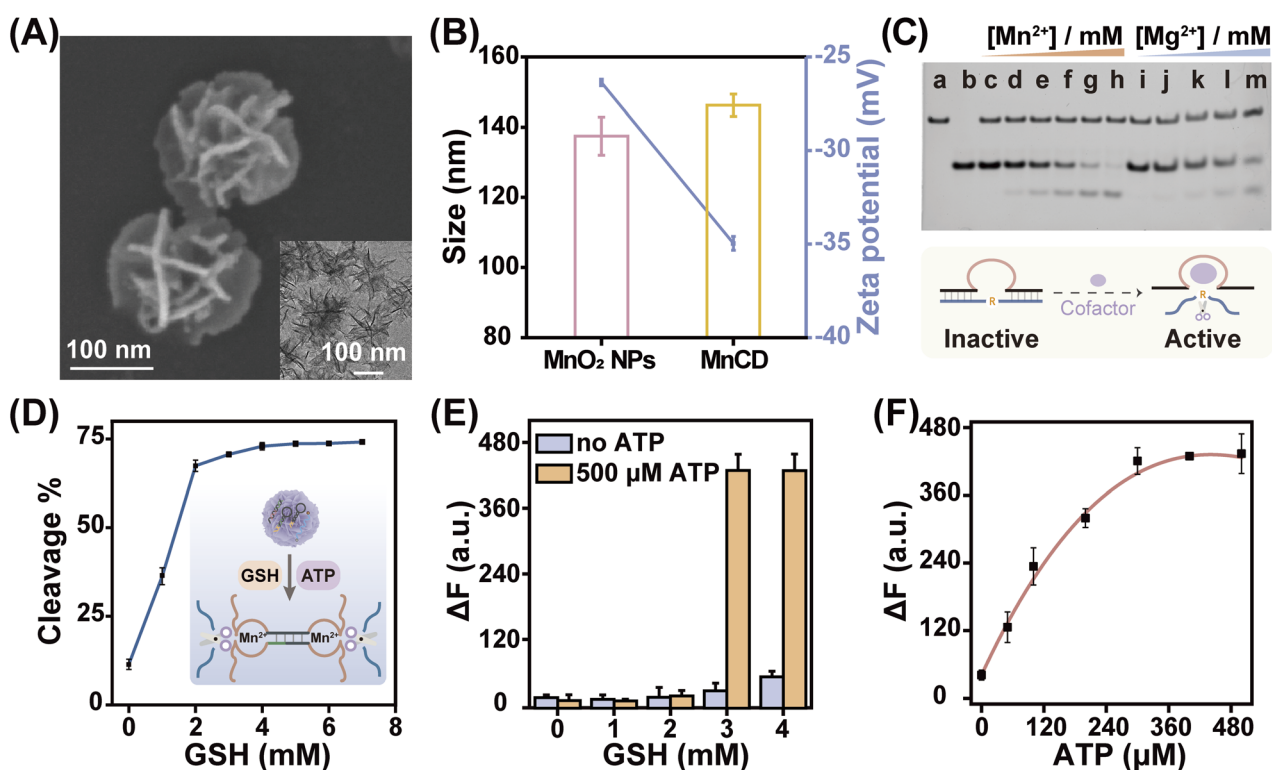 (A)
100 nm
100 nm
(B)
Size (nm)
160
140
120
100
80
MnO₂ NPs
MnCD
-25
-30
-35
-40
Zeta potential (mV)
(C)
[Mn²⁺] / mM [Mg²⁺] / mM
a b c d e f g h i j k l m
R
Inactive
Cofactor
R
Active
(D)
Cleavage %
75
50
25
0
0 2 4 6 8
GSH (mM)
GSH ATP
Mn²⁺ Mn²⁺
(E)
ΔF (a.u.)
480
360
240
120
0
no ATP
500 μM ATP
0 1 2 3 4
GSH (mM)
(F)
ΔF (a.u.)
480
360
240
120
0
0 120 240 360 480
ATP (μM)